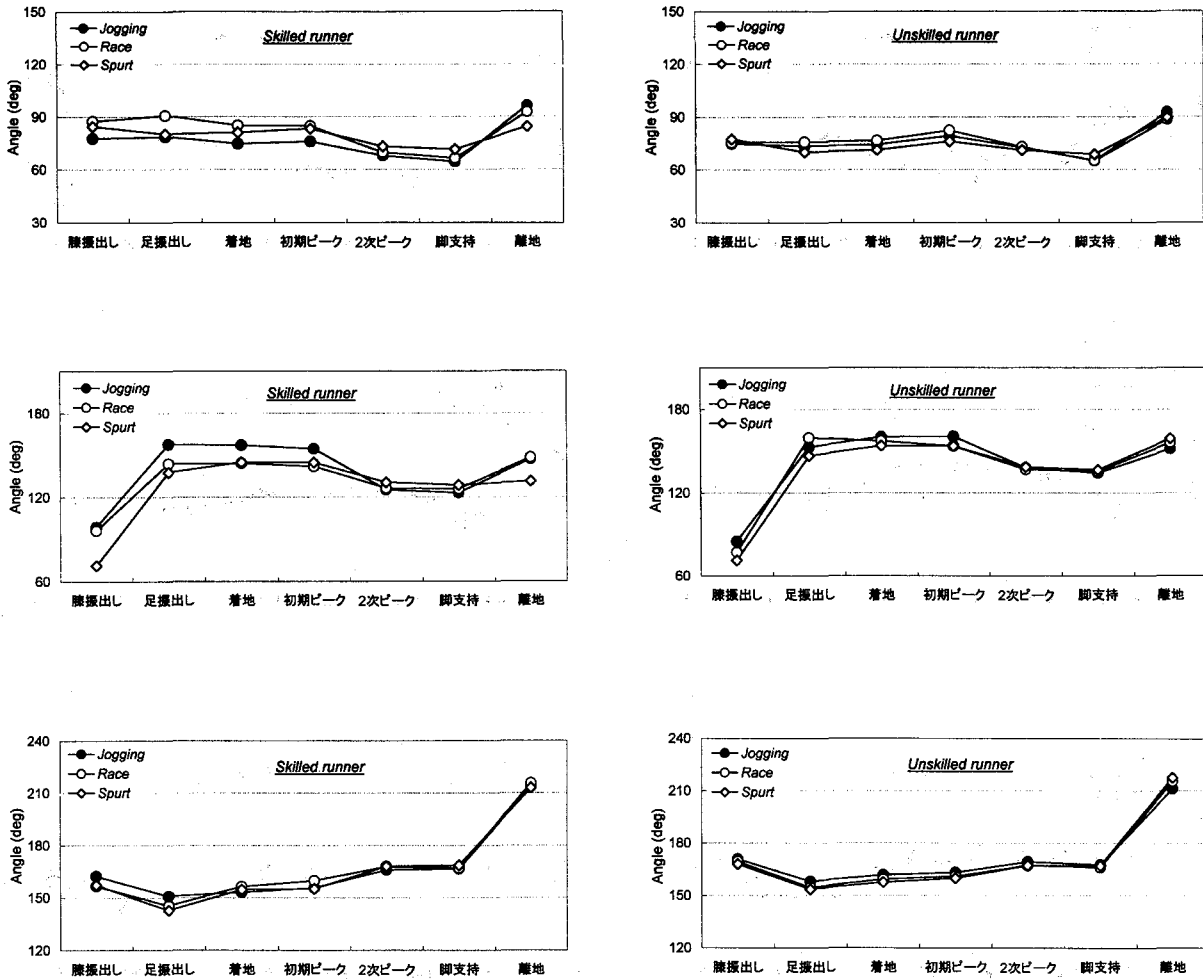 150
120
90
60
30
Angle (deg)
Jogging
Race
Spurt
Skilled runner
膝振出し 足振出し 着地 初期ピーク 2次ピーク 脚支持 離地
150
120
90
60
30
Angle (deg)
Jogging
Race
Spurt
Unskilled runner
膝振出し 足振出し 着地 初期ピーク 2次ピーク 脚支持 離地
180
120
60
Angle (deg)
Jogging
Race
Spurt
Skilled runner
膝振出し 足振出し 着地 初期ピーク 2次ピーク 脚支持 離地
180
120
60
Angle (deg)
Jogging
Race
Spurt
Unskilled runner
膝振出し 足振出し 着地 初期ピーク 2次ピーク 脚支持 離地
240
210
180
150
120
Angle (deg)
Jogging
Race
Spurt
Skilled runner
膝振出し 足振出し 着地 初期ピーク 2次ピーク 脚支持 離地
240
210
180
150
120
Angle (deg)
Jogging
Race
Spurt
Unskilled runner
膝振出し 足振出し 着地 初期ピーク 2次ピーク 脚支持 離地